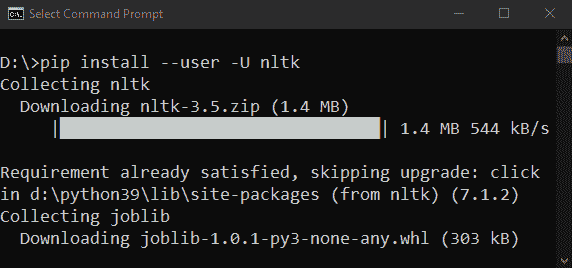 Select Command Prompt
D:\>pip install --user -U nltk
Collecting nltk
  Downloading nltk-3.5.zip (1.4 MB)
     |████████████████████████████████| 1.4 MB 544 kB/s
Requirement already satisfied, skipping upgrade: click
in d:\python39\lib\site-packages (from nltk) (7.1.2)
Collecting joblib
  Downloading joblib-1.0.1-py3-none-any.whl (303 kB)